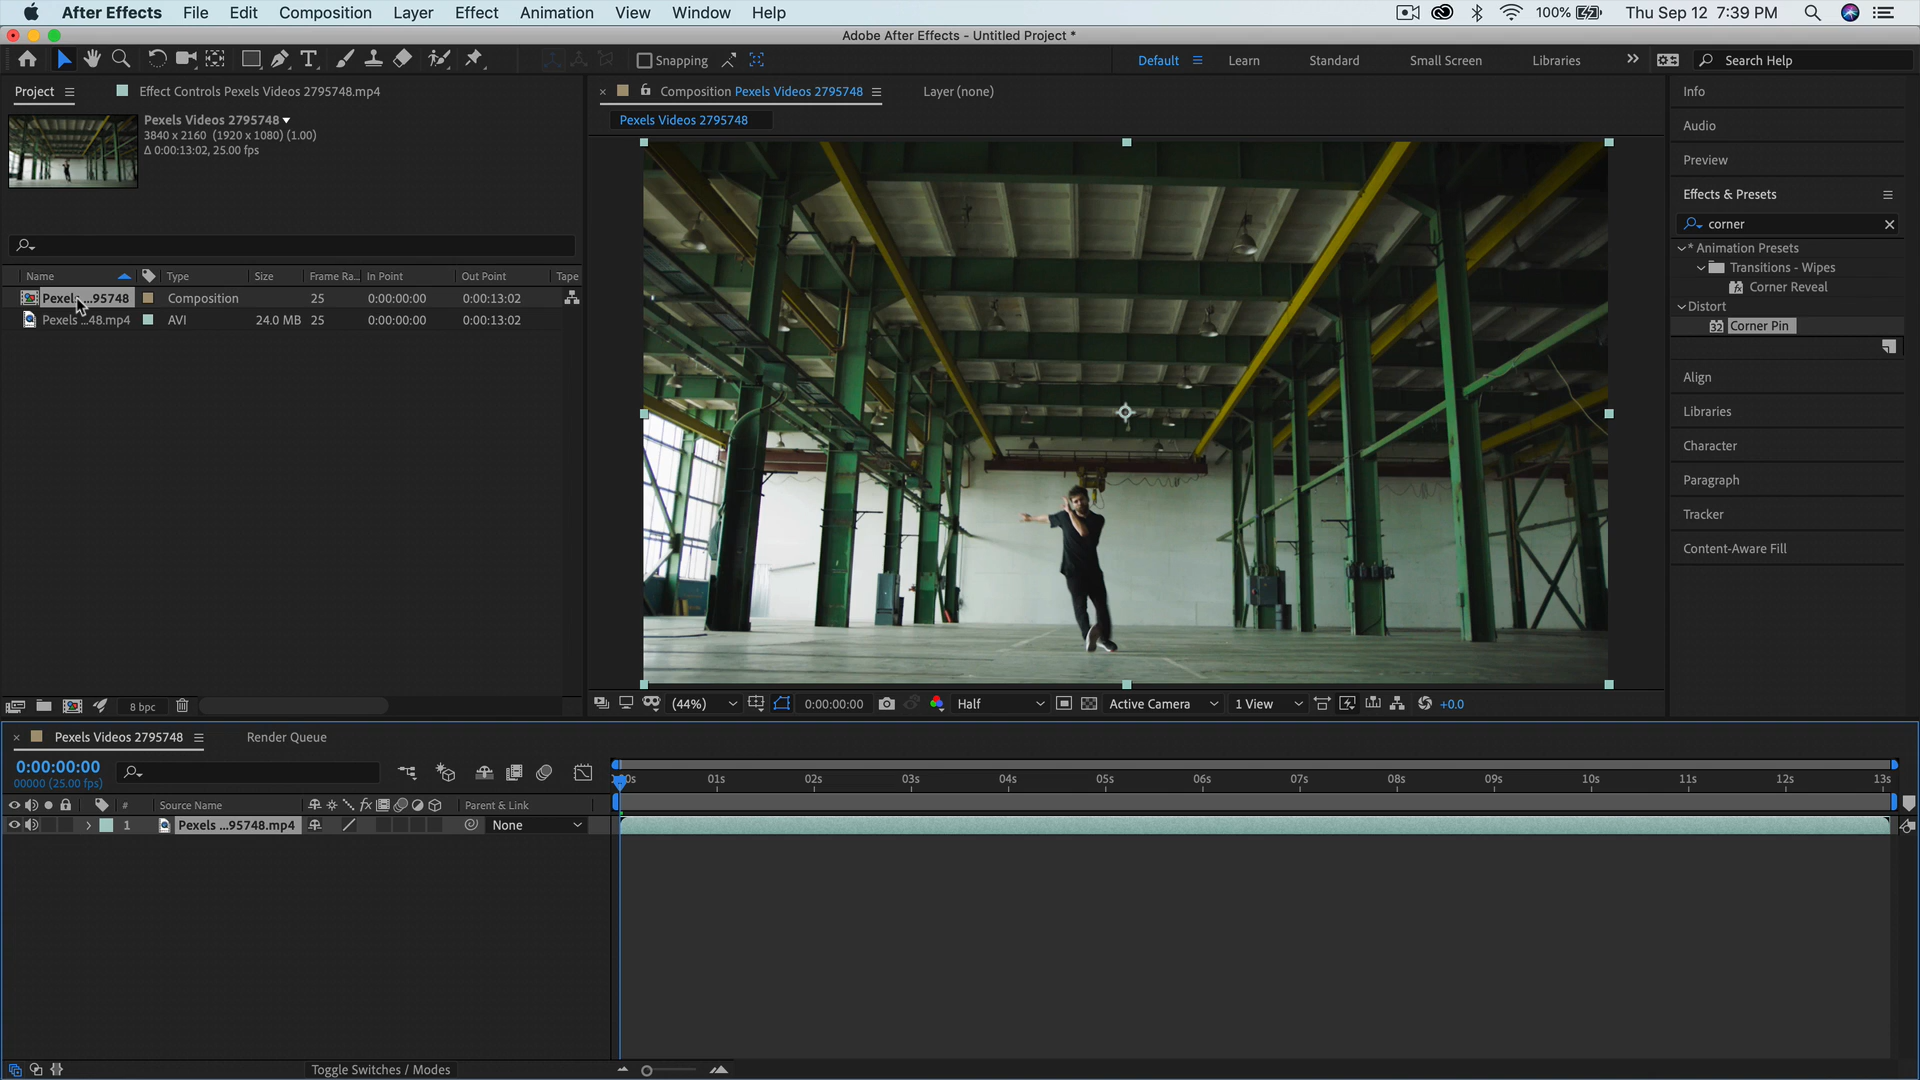 After Effects File Edit Composition Layer Effect Animation View Window Help 100% Thu Sep 12 7:39 PM
Adobe After Effects - Untitled Project *
Snapping Default Learn Standard Small Screen Libraries Search Help
Project Effect Controls Pexels Videos 2795748.mp4
Pexels Videos 2795748
3840 x 2160 (1920 x 1080) (1.00)
Δ 0:00:13:02, 25.00 fps
Name Type Size Frame Ra... In Point Out Point Tape
Pexels ...95748 Composition 25 0:00:00:00 0:00:13:02
Pexels ...48.mp4 AVI 24.0 MB 25 0:00:00:00 0:00:13:02
8 bpc
Composition Pexels Videos 2795748 Layer (none)
Pexels Videos 2795748
(44%) 0:00:00:00 Half Active Camera 1 View +0.0
Info
Audio
Preview
Effects & Presets
corner
* Animation Presets
Transitions - Wipes
Corner Reveal
Distort
32 Corner Pin
Align
Libraries
Character
Paragraph
Tracker
Content-Aware Fill
Pexels Videos 2795748 Render Queue
0:00:00:00
00000 (25.00 fps)
01s 02s 03s 04s 05s 06s 07s 08s 09s 10s 11s 12s 13s
# Source Name fx Parent & Link
1 Pexels ...95748.mp4 None
Toggle Switches / Modes